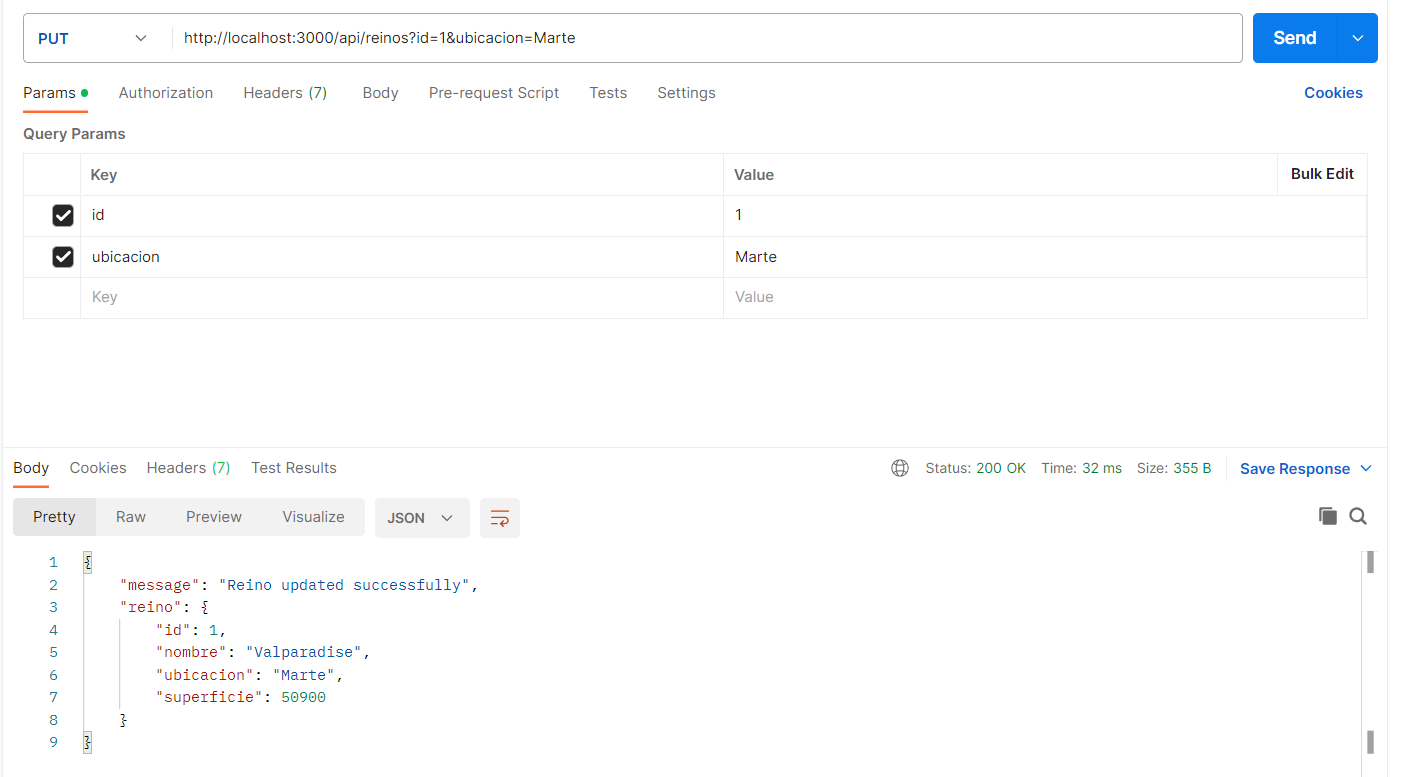 PUT http://localhost:3000/api/reinos?id=1&ubicacion=Marte Send
Params Authorization Headers (7) Body Pre-request Script Tests Settings Cookies
Query Params
Key Value Bulk Edit
id 1
ubicacion Marte
Key Value
Body Cookies Headers (7) Test Results Status: 200 OK Time: 32 ms Size: 355 B Save Response
Pretty Raw Preview Visualize JSON
1 {
2 "message": "Reino updated successfully",
3 "reino": {
4 "id": 1,
5 "nombre": "Valparadise",
6 "ubicacion": "Marte",
7 "superficie": 50900
8 }
9 }